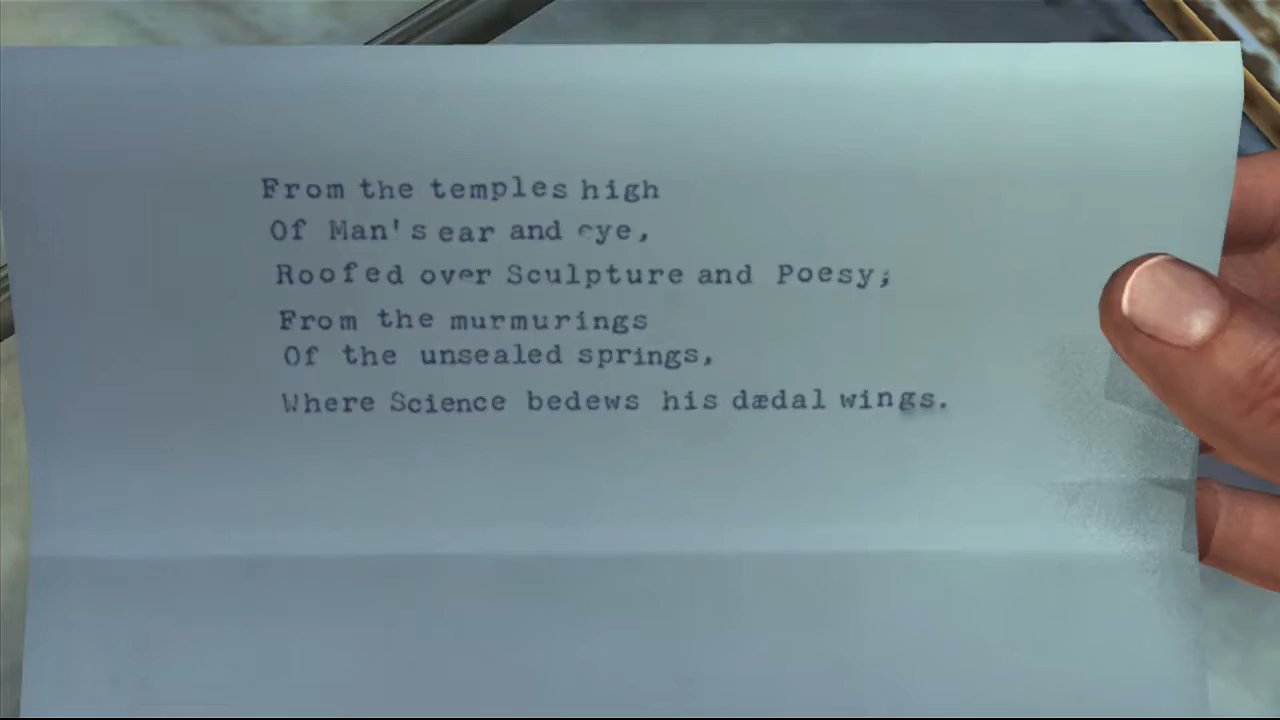 From the temples high
Of Man's ear and eye,
Roofed over Sculpture and Poesy;
From the murmurings
Of the unsealed springs,
Where Science bedews his dædal wings.